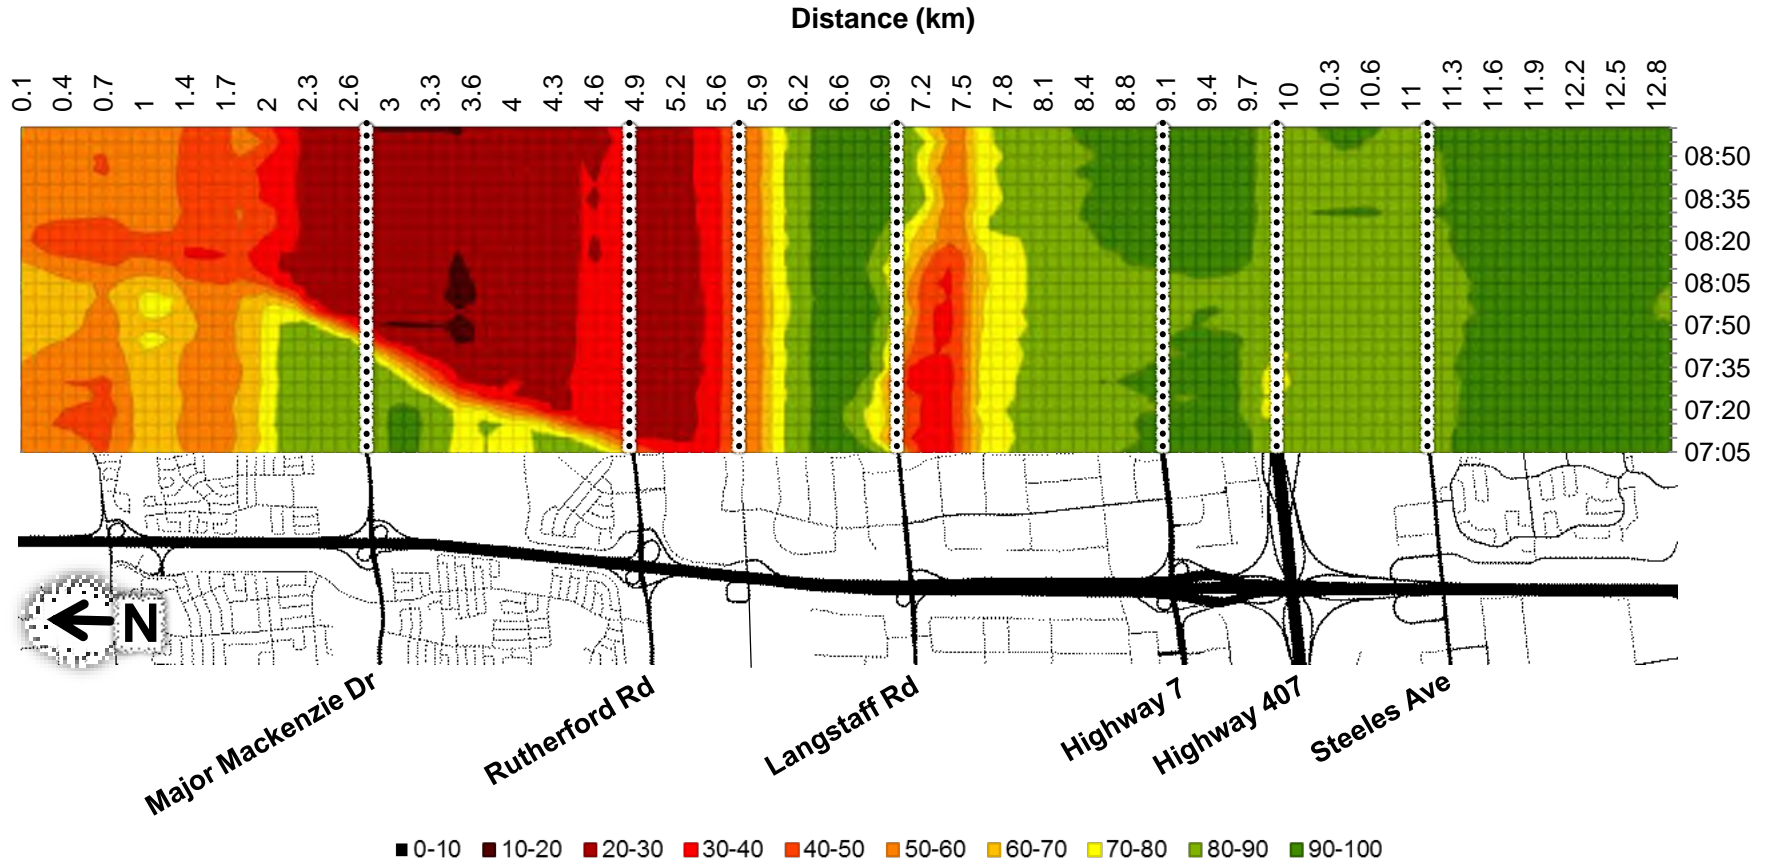 Distance (km)
0.1 0.4 0.7 1 1.4 1.7 2 2.3 2.6 3 3.3 3.6 4 4.3 4.6 4.9 5.2 5.6 5.9 6.2 6.6 6.9 7.2 7.5 7.8 8.1 8.4 8.8 9.1 9.4 9.7 10 10.3 10.6 11 11.3 11.6 11.9 12.2 12.5 12.8
08:50
08:35
08:20
08:05
07:50
07:35
07:20
07:05
N
Major Mackenzie Dr
Rutherford Rd
Langstaff Rd
Highway 7
Highway 407
Steeles Ave
0-10 10-20 20-30 30-40 40-50 50-60 60-70 70-80 80-90 90-100